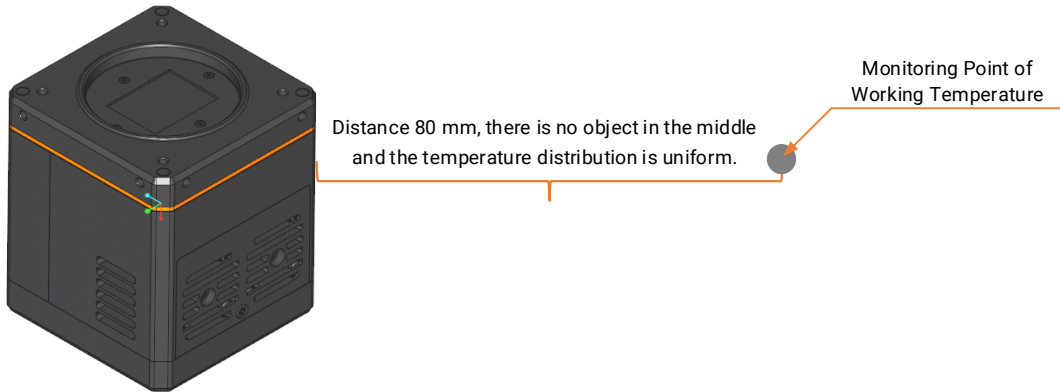 Monitoring Point of
Working Temperature
Distance 80 mm, there is no object in the middle
and the temperature distribution is uniform.